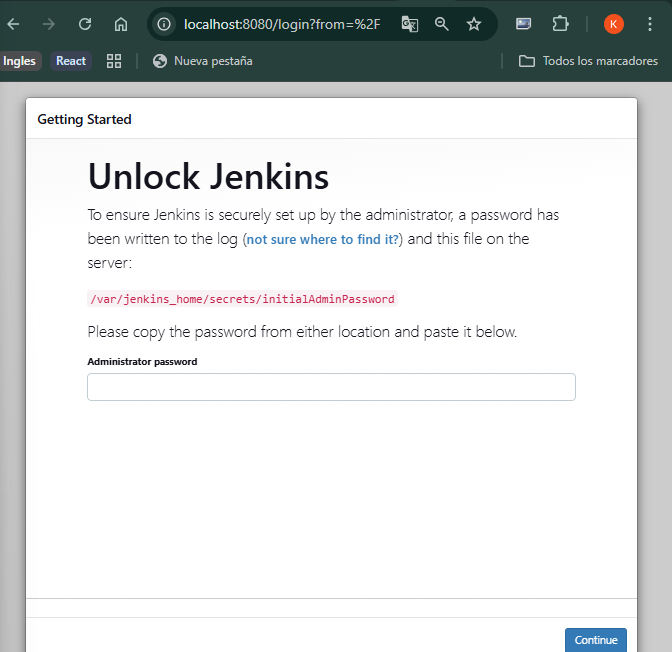 localhost:8080/login?from=%2F
K
Ingles
React
Nueva pestaña
Todos los marcadores
Getting Started
Unlock Jenkins
To ensure Jenkins is securely set up by the administrator, a password has
been written to the log (not sure where to find it?) and this file on the
server:
/var/jenkins_home/secrets/initialAdminPassword
Please copy the password from either location and paste it below.
Administrator password
Continue